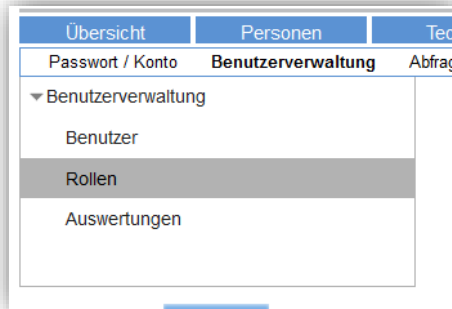 Übersicht Personen
Passwort / Konto Benutzerverwaltung
Benutzerverwaltung
Benutzer
Rollen
Auswertungen